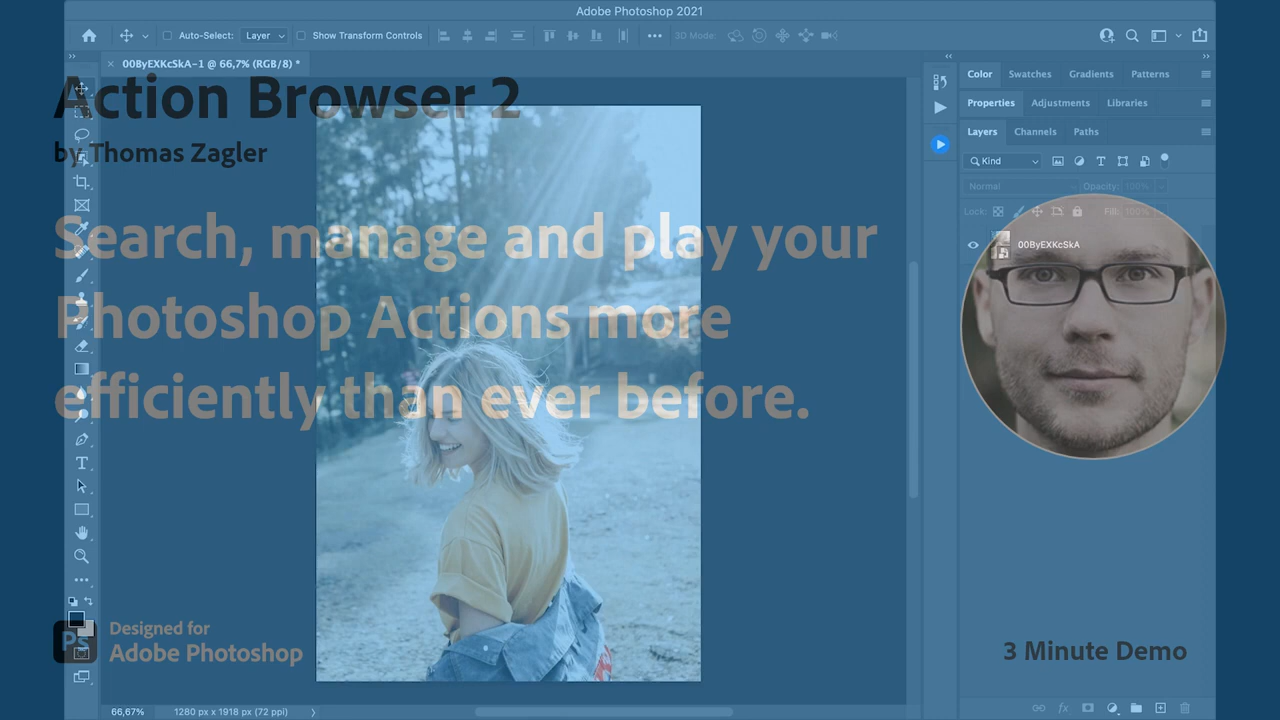 Adobe Photoshop 2021
Auto-Select: Layer Show Transform Controls 3D Mode:
× 00ByEXKcSkA-1 @ 66,7% (RGB/8) *
Action Browser 2
by Thomas Zagler
Search, manage and play your
Photoshop Actions more
efficiently than ever before.
Color Swatches Gradients Patterns
Properties Adjustments Libraries
Layers Channels Paths
Kind
Normal Opacity: 100%
Lock: Fill: 100%
00ByEXKcSkA
Ps
Designed for
Adobe Photoshop
3 Minute Demo
66,67% 1280 px x 1918 px (72 ppi)
fx